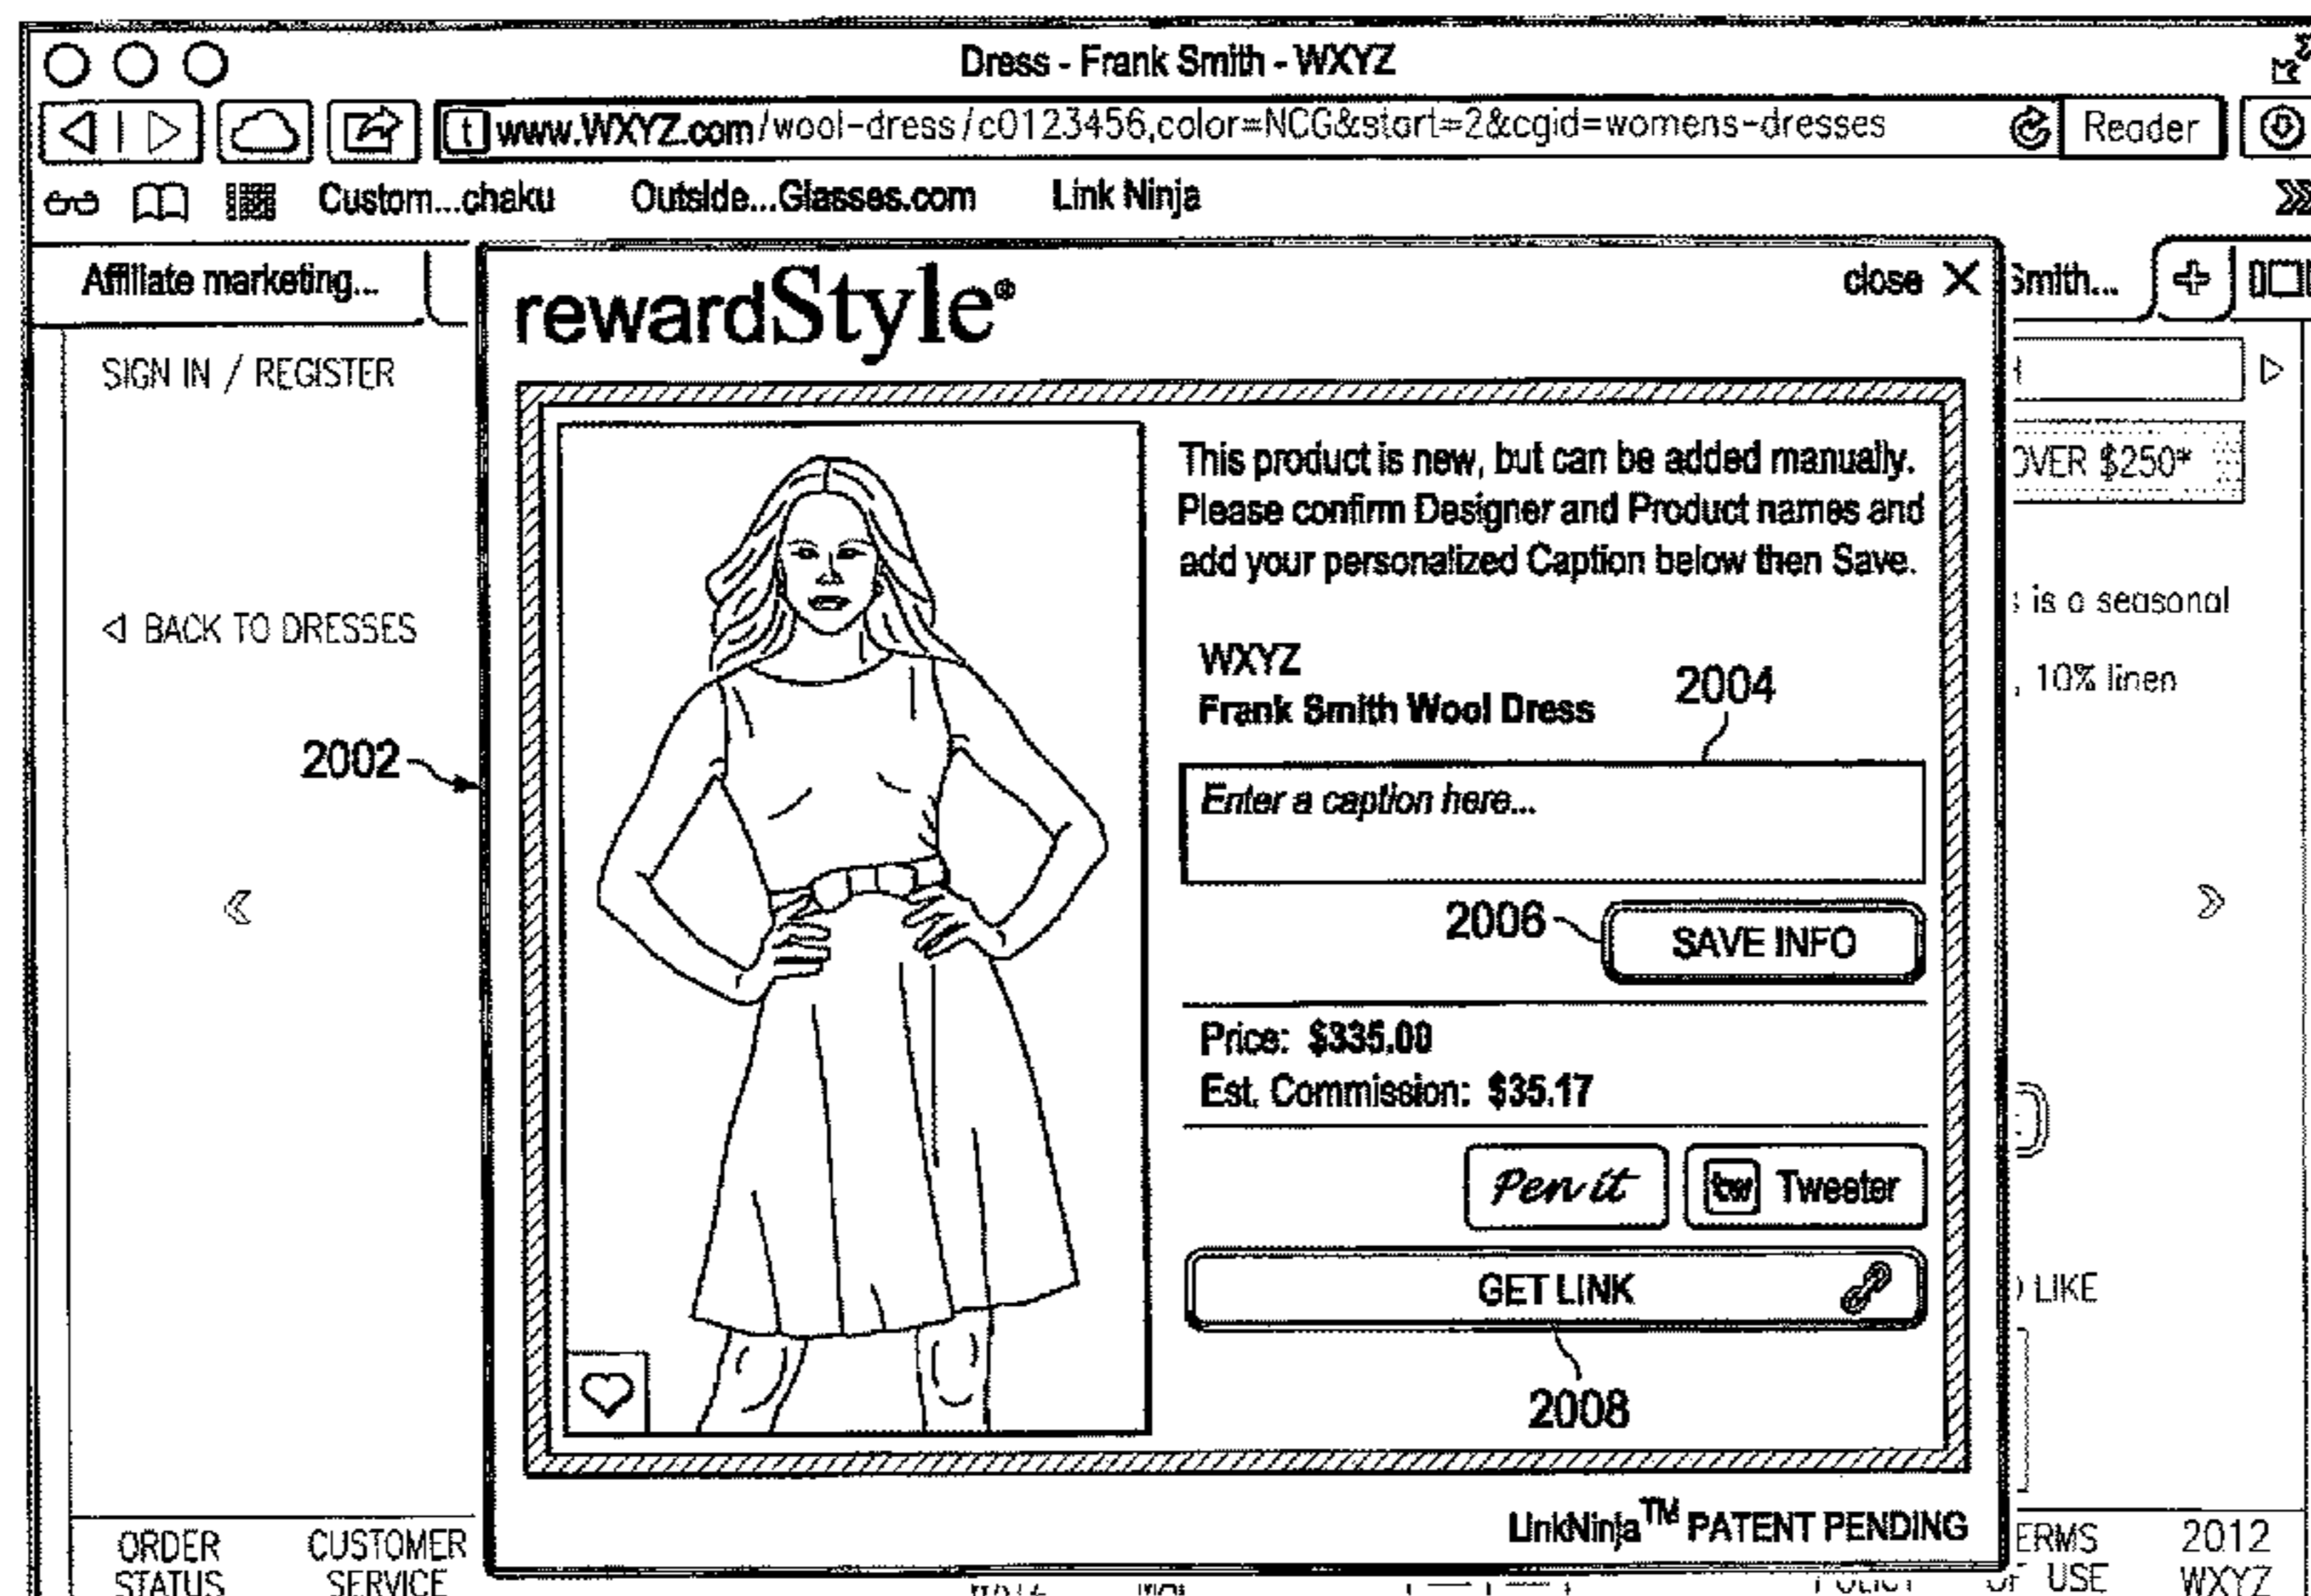 Dress - Frank Smith - WXYZ
t www.WXYZ.com/wool-dress/c0123456,color=NCG&start=2&cgid=womens-dresses Reader
Custom...chaku Outside...Glasses.com Link Ninja
Affiliate marketing... Smith...
rewardStyle® close X
SIGN IN / REGISTER
OVER $250*
This product is new, but can be added manually.
Please confirm Designer and Product names and
add your personalized Caption below then Save.
is a seasonal
◁ BACK TO DRESSES
WXYZ
, 10% linen
Frank Smith Wool Dress
2004
2002
Enter a caption here...
« »
2006 SAVE INFO
Price: $335.00
Est. Commission: $35.17
Pen it tw Tweeter
GET LINK
LIKE
2008
LinkNinja™ PATENT PENDING
ORDER CUSTOMER ERMS 2012
STATUS SERVICE OF USE WXYZ